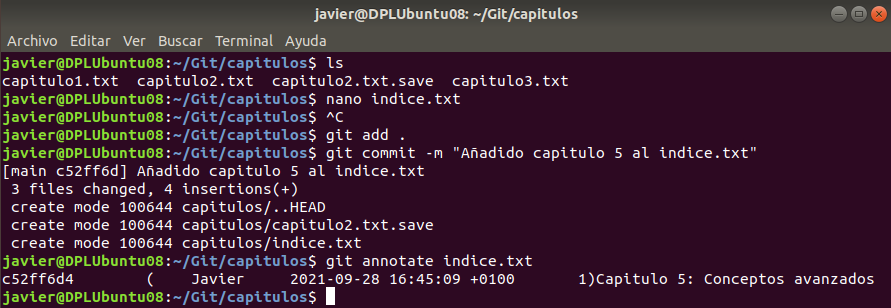 javier@DPLUbuntu08: ~/Git/capitulos
Archivo Editar Ver Buscar Terminal Ayuda
javier@DPLUbuntu08:~/Git/capitulos$ ls
capitulo1.txt  capitulo2.txt  capitulo2.txt.save  capitulo3.txt
javier@DPLUbuntu08:~/Git/capitulos$ nano indice.txt
javier@DPLUbuntu08:~/Git/capitulos$ ^C
javier@DPLUbuntu08:~/Git/capitulos$ git add .
javier@DPLUbuntu08:~/Git/capitulos$ git commit -m "Añadido capitulo 5 al indice.txt"
[main c52ff6d] Añadido capitulo 5 al indice.txt
 3 files changed, 4 insertions(+)
 create mode 100644 capitulos/..HEAD
 create mode 100644 capitulos/capitulo2.txt.save
 create mode 100644 capitulos/indice.txt
javier@DPLUbuntu08:~/Git/capitulos$ git annotate indice.txt
c52ff6d4        (    Javier     2021-09-28 16:45:09 +0100       1)Capitulo 5: Conceptos avanzados
javier@DPLUbuntu08:~/Git/capitulos$